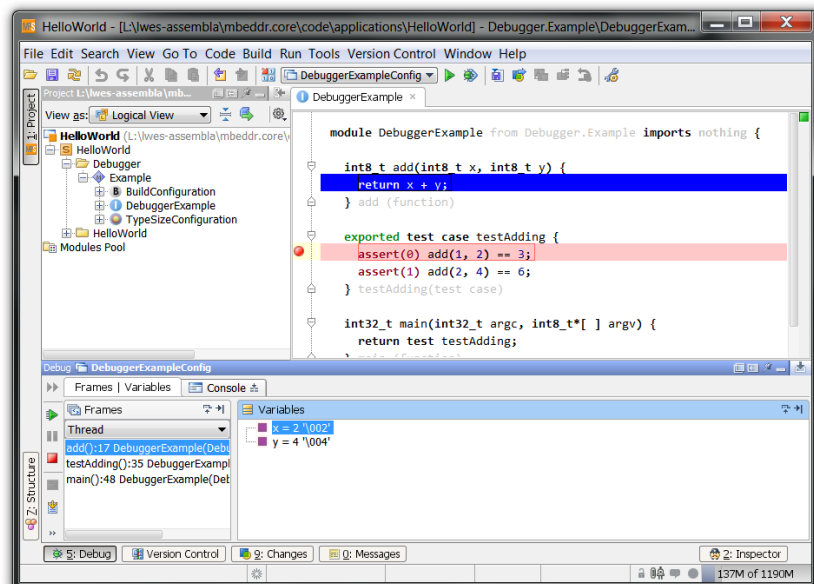 HelloWorld - [L:\lwes-assembla\mbeddr.core\code\applications\HelloWorld] - Debugger.Example\DebuggerExam...
File Edit Search View Go To Code Build Run Tools Version Control Window Help
DebuggerExampleConfig
Project L:\lwes-assembla\mb...
DebuggerExample ×
1: Project
View as: Logical View
HelloWorld (L:\lwes-assembla\mbeddr.core\
HelloWorld
Debugger
Example
BuildConfiguration
DebuggerExample
TypeSizeConfiguration
HelloWorld
Modules Pool
module DebuggerExample from Debugger.Example imports nothing {
int8_t add(int8_t x, int8_t y) {
return x + y;
} add (function)
exported test case testAdding {
assert(0) add(1, 2) == 3;
assert(1) add(2, 4) == 6;
} testAdding(test case)
int32_t main(int32_t argc, int8_t*[ ] argv) {
return test testAdding;
} main (function)
Debug DebuggerExampleConfig
Frames | Variables Console
Frames
Variables
Thread
add():17 DebuggerExample(Debu
testAdding():35 DebuggerExampl
main():48 DebuggerExample(Deb
x = 2 '\002'
y = 4 '\004'
Z: Structure
5: Debug Version Control 9: Changes 0: Messages 2: Inspector
137M of 1190M